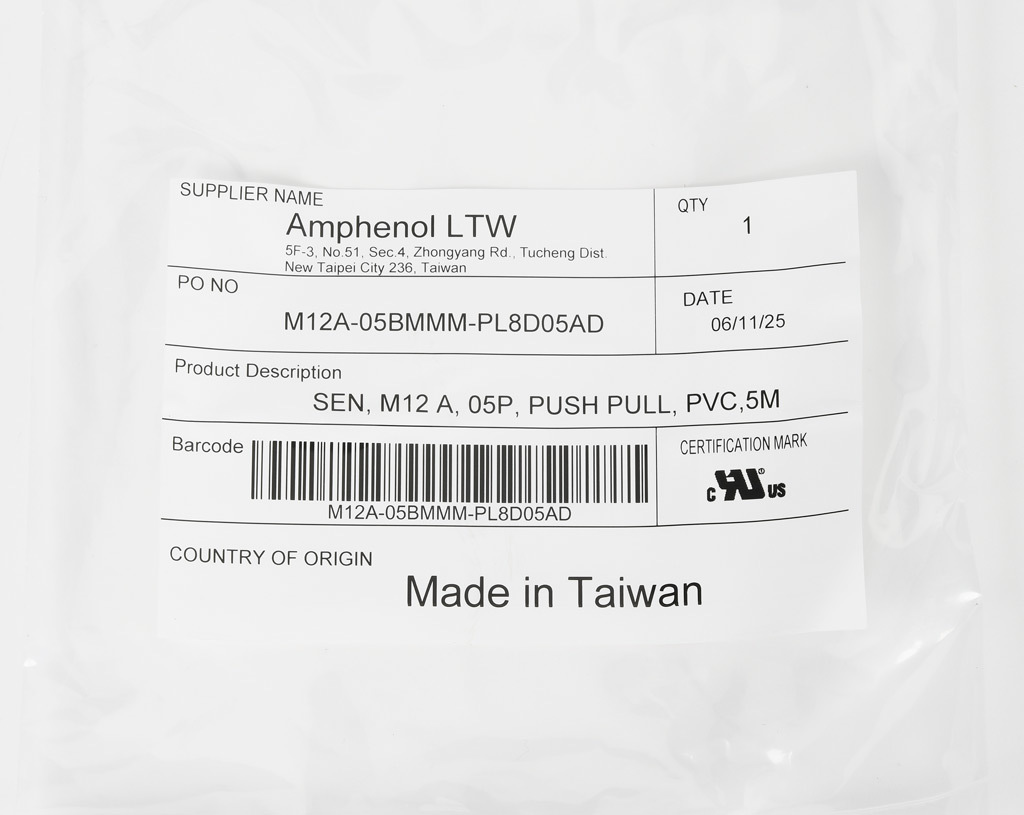 SUPPLIER NAME
Amphenol LTW
5F-3, No.51, Sec.4, Zhongyang Rd., Tucheng Dist.
New Taipei City 236, Taiwan
QTY
1
PO NO
M12A-05BMMM-PL8D05AD
DATE
06/11/25
Product Description
SEN, M12 A, 05P, PUSH PULL, PVC,5M
Barcode
M12A-05BMMM-PL8D05AD
CERTIFICATION MARK
c RU® US
COUNTRY OF ORIGIN
Made in Taiwan